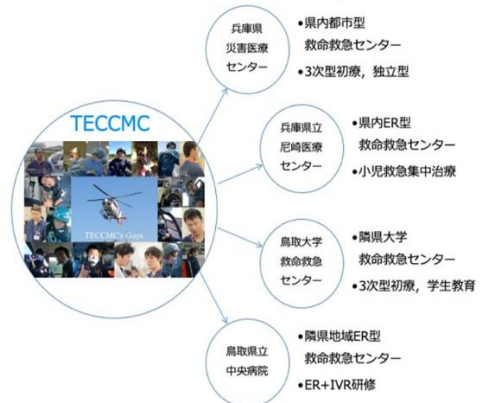 TECCMC
TECCMC's Guys
兵庫県
災害医療
センター
•県内都市型
救命救急センター
•3次型初療，独立型
兵庫県立
尼崎医療
センター
•県内ER型
救命救急センター
•小児救急集中治療
鳥取大学
救命救急
センター
•隣県大学
救命救急センター
•3次型初療，学生教育
鳥取県立
中央病院
•隣県地域ER型
救命救急センター
•ER+IVR研修